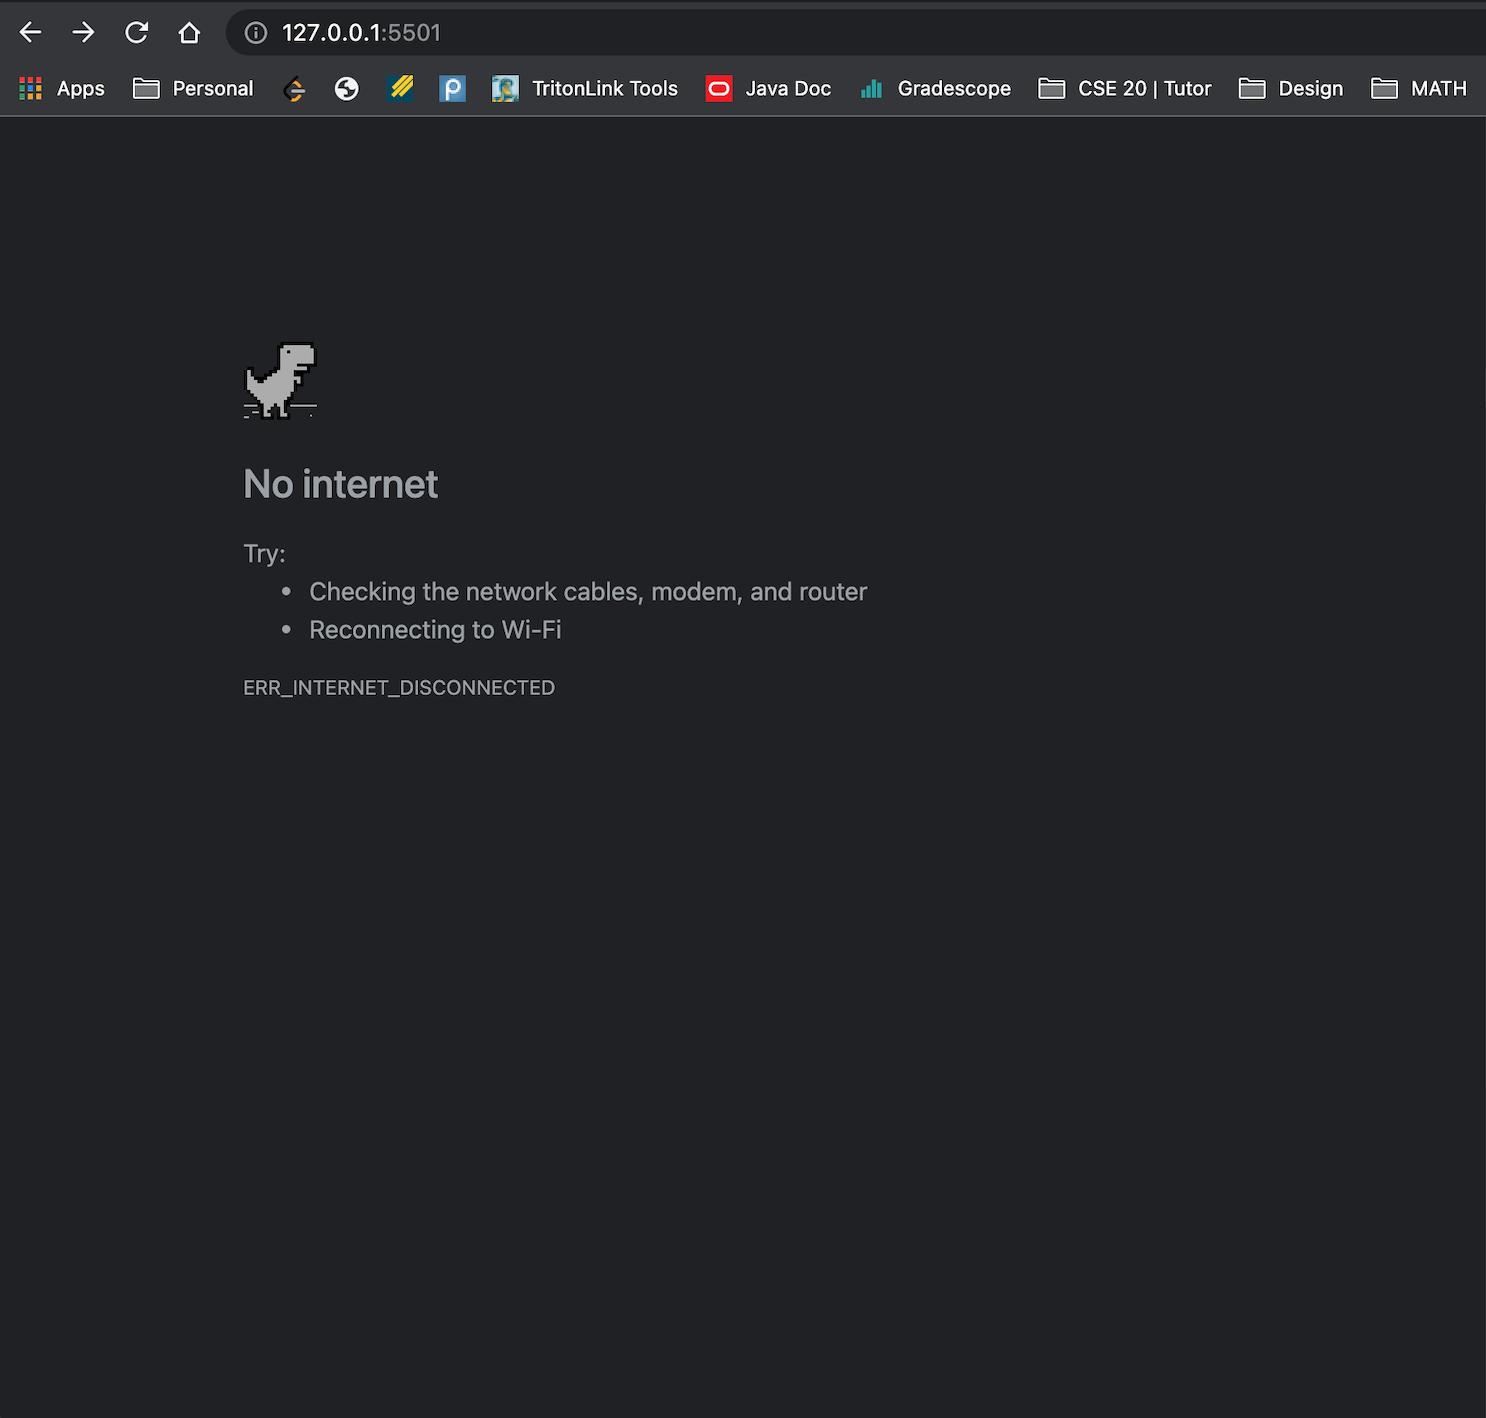 127.0.0.1:5501
Apps Personal TritonLink Tools Java Doc Gradescope CSE 20 | Tutor Design MATH
No internet
Try:
• Checking the network cables, modem, and router
• Reconnecting to Wi-Fi
ERR_INTERNET_DISCONNECTED